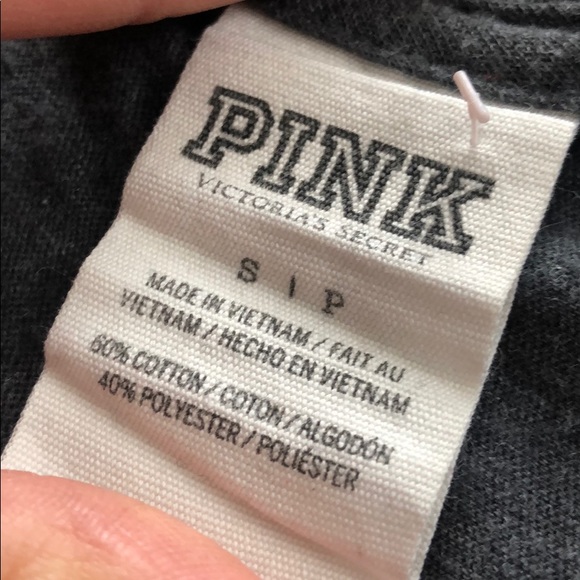 PINK
VICTORIA'S SECRET
S | P
MADE IN VIETNAM / FAIT AU
VIETNAM / HECHO EN VIETNAM
60% COTTON / COTON / ALGODÓN
40% POLYESTER / POLIÉSTER